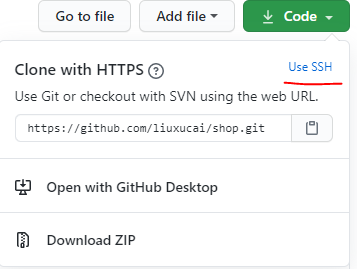 Go to file Add file Code
Clone with HTTPS Use SSH
Use Git or checkout with SVN using the web URL.
https://github.com/liuxucai/shop.git
Open with GitHub Desktop
Download ZIP